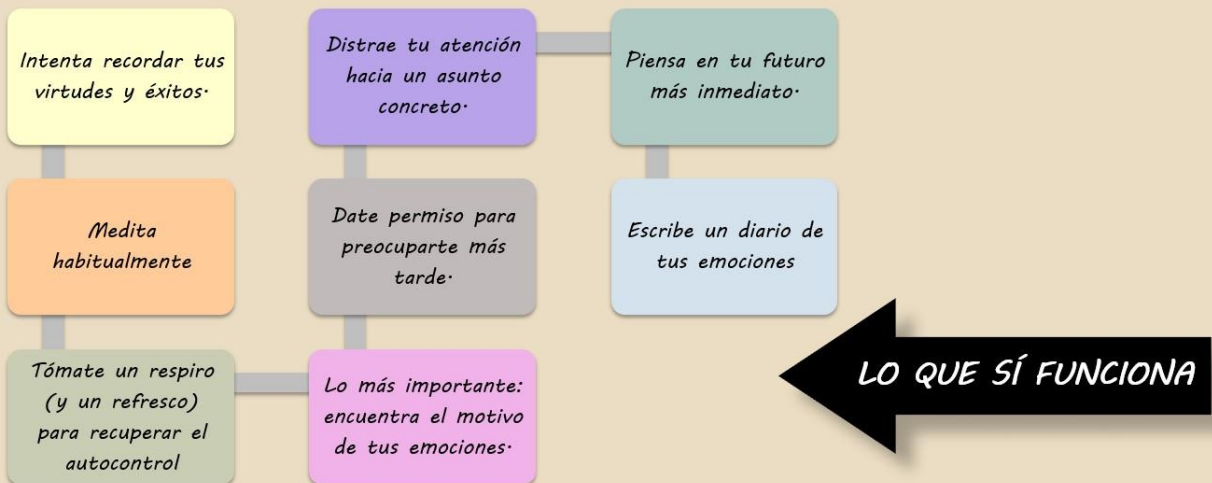 Intenta recordar tus
virtudes y éxitos.
Medita
habitualmente
Tómate un respiro
(y un refresco)
para recuperar el
autocontrol
Lo más importante:
encuentra el motivo
de tus emociones.
Date permiso para
preocuparte más
tarde.
Distrae tu atención
hacia un asunto
concreto.
Piensa en tu futuro
más inmediato.
Escribe un diario de
tus emociones
LO QUE SÍ FUNCIONA